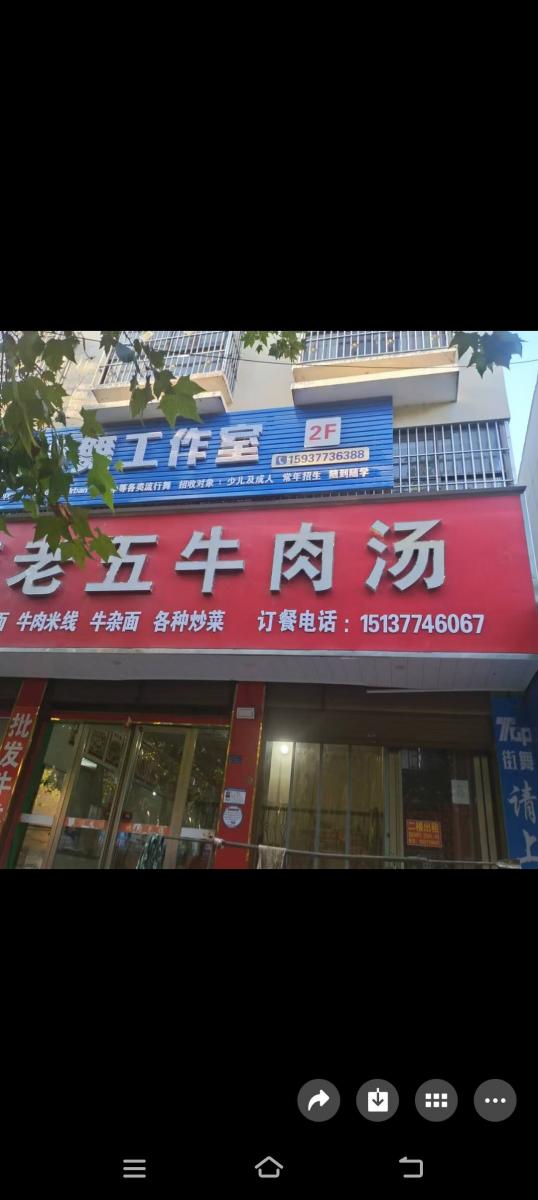 工作室
2F
15937736388
等各类流行舞 招收对象：少儿及成人 常年招生 随到随学
老五牛肉汤
面 牛肉米线 牛杂面 各种炒菜 订餐电话：15137746067
批发牛
Top
街舞
请上
二楼出租